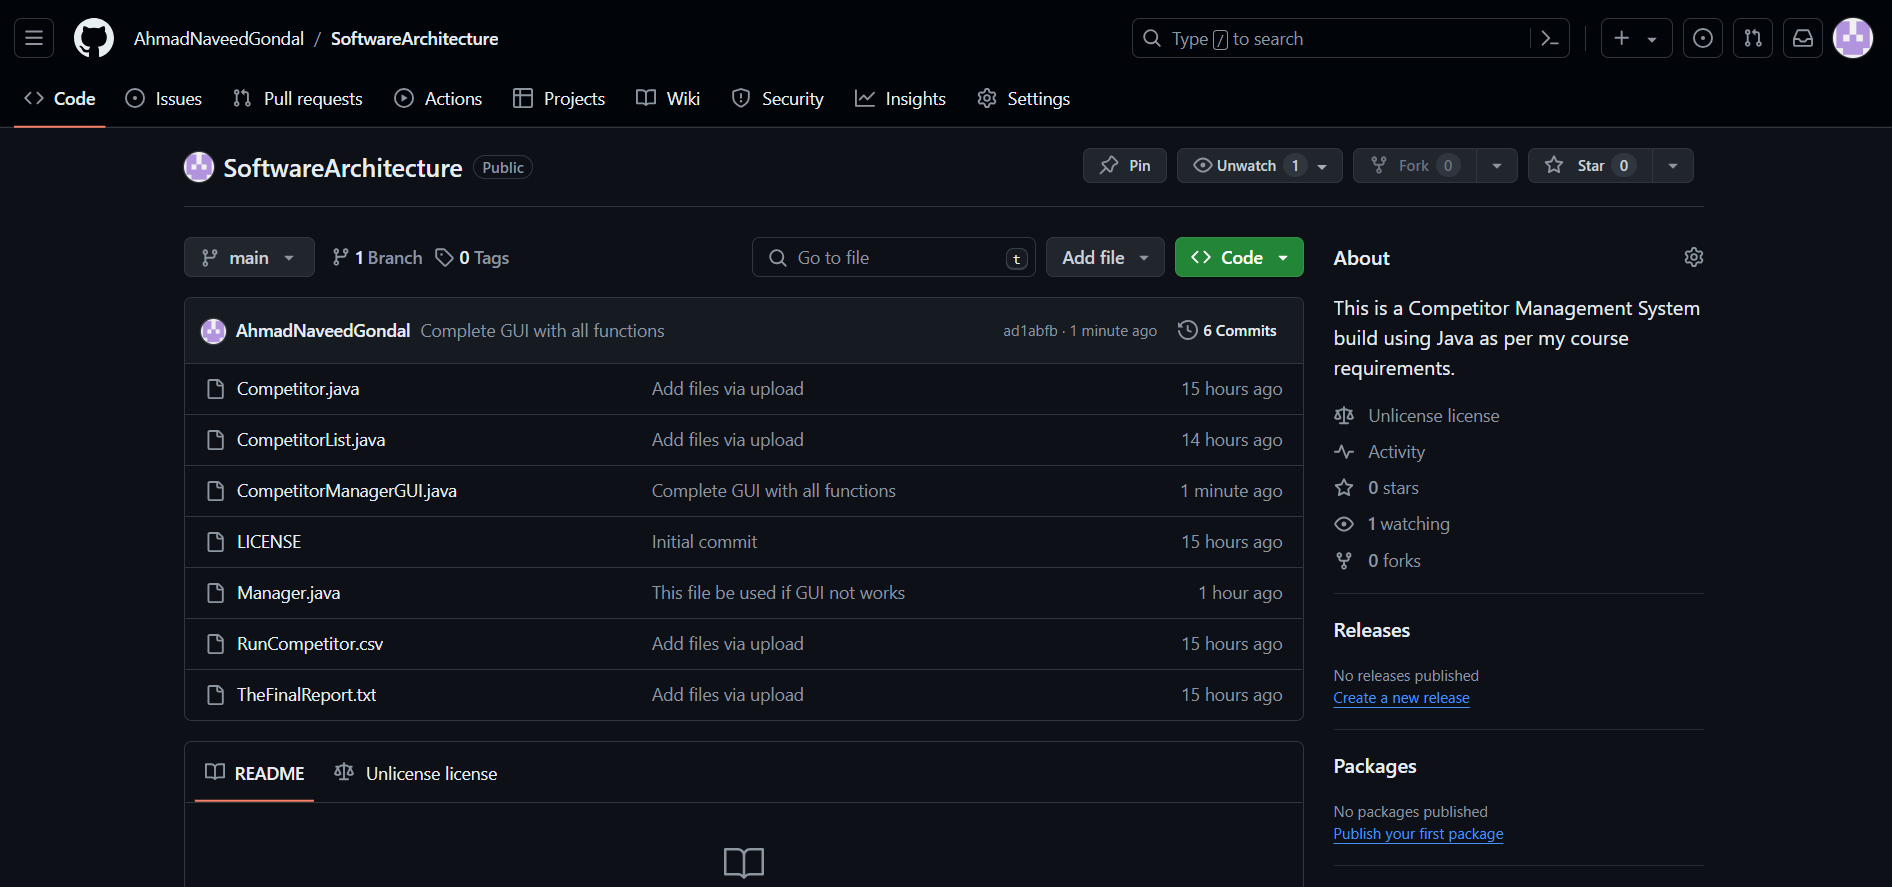 AhmadNaveedGondal / SoftwareArchitecture
Type / to search
Code Issues Pull requests Actions Projects Wiki Security Insights Settings
SoftwareArchitecture Public
Pin Unwatch 1 Fork 0 Star 0
main 1 Branch 0 Tags Go to file t Add file Code
AhmadNaveedGondal Complete GUI with all functions ad1abfb · 1 minute ago 6 Commits
Competitor.java Add files via upload 15 hours ago
CompetitorList.java Add files via upload 14 hours ago
CompetitorManagerGUI.java Complete GUI with all functions 1 minute ago
LICENSE Initial commit 15 hours ago
Manager.java This file be used if GUI not works 1 hour ago
RunCompetitor.csv Add files via upload 15 hours ago
TheFinalReport.txt Add files via upload 15 hours ago
README Unlicense license
About
This is a Competitor Management System
build using Java as per my course
requirements.
Unlicense license
Activity
0 stars
1 watching
0 forks
Releases
No releases published
Create a new release
Packages
No packages published
Publish your first package